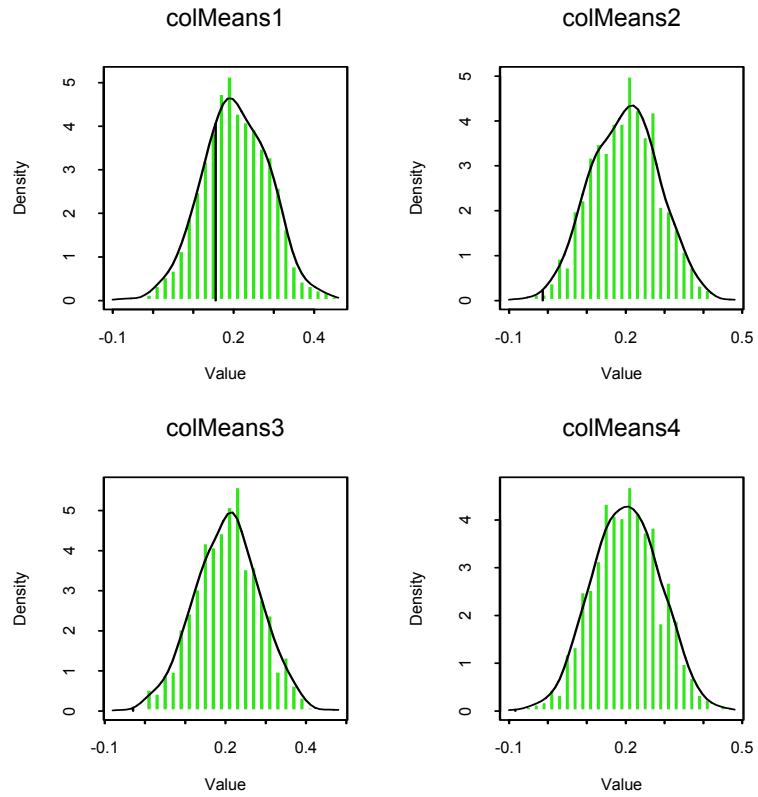 colMeans1
colMeans2
Density
0 1 2 3 4 5
-0.1 0.2 0.4
Value
Density
0 1 2 3 4 5
-0.1 0.2 0.5
Value
colMeans3
colMeans4
Density
0 1 2 3 4 5
-0.1 0.2 0.4
Value
Density
0 1 2 3 4
-0.1 0.2 0.5
Value